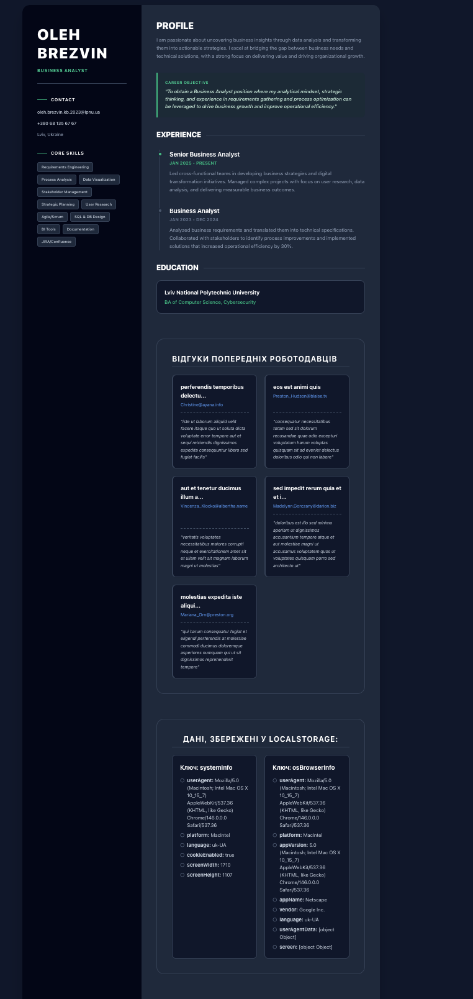 OLEH
BREZVIN
BUSINESS ANALYST
CONTACT
oleh.brezvin.kb.2023@lpnu.ua
+380 68 135 67 67
Lviv, Ukraine
CORE SKILLS
Requirements Engineering
Process Analysis
Data Visualization
Stakeholder Management
Strategic Planning
User Research
Agile/Scrum
SQL & DB Design
BI Tools
Documentation
JIRA/Confluence
PROFILE
I am passionate about uncovering business insights through data analysis and transforming
them into actionable strategies. I excel at bridging the gap between business needs and
technical solutions, with a strong focus on delivering value and driving organizational growth.
CAREER OBJECTIVE
"To obtain a Business Analyst position where my analytical mindset, strategic
thinking, and experience in requirements gathering and process optimization can
be leveraged to drive business growth and improve operational efficiency."
EXPERIENCE
Senior Business Analyst
JAN 2025 - PRESENT
Led cross-functional teams in developing business strategies and digital
transformation initiatives. Managed complex projects with focus on user research, data
analysis, and delivering measurable business outcomes.
Business Analyst
JAN 2023 - DEC 2024
Analyzed business requirements and translated them into technical specifications.
Collaborated with stakeholders to identify process improvements and implemented
solutions that increased operational efficiency by 30%.
EDUCATION
Lviv National Polytechnic University
BA of Computer Science, Cybersecurity
ВІДГУКИ ПОПЕРЕДНІХ РОБОТОДАВЦІВ
perferendis temporibus
delectu...
Christine@ayana.info
"iste ut laborum aliquid velit
facere itaque quo ut soluta dicta
voluptate error tempore aut et
sequi reiciendis dignissimos
expedita consequuntur libero sed
fugiat facilis"
eos est animi quis
Preston_Hudson@blaise.tv
"consequatur necessitatibus
totam sed sit dolorum
recusandae quae odio excepturi
voluptatum harum voluptas
quisquam sit ad eveniet delectus
doloribus odio qui non labore"
aut et tenetur ducimus
illum a...
Vincenza_Klocko@albertha.name
"veritatis voluptates
necessitatibus maiores corrupti
neque et exercitationem amet sit
et ullam velit sit magnam laborum
magni ut molestias"
sed impedit rerum quia et
et i...
Madelynn.Gorczany@darion.biz
"doloribus est illo sed minima
aperiam ut dignissimos
accusantium tempore atque et
aut molestiae magni ut
accusamus voluptatem quos ut
voluptates quisquam porro sed
architecto ut"
molestias expedita iste
aliqui...
Mariana_Orn@preston.org
"qui harum consequatur fugiat et
eligendi perferendis at molestiae
commodi ducimus doloremque
asperiores numquam qui ut sit
dignissimos reprehenderit
tempore"
ДАНІ, ЗБЕРЕЖЕНІ У LOCALSTORAGE:
Ключ: systemInfo
userAgent: Mozilla/5.0
(Macintosh; Intel Mac OS X
10_15_7)
AppleWebKit/537.36
(KHTML, like Gecko)
Chrome/146.0.0.0
Safari/537.36
platform: MacIntel
language: uk-UA
cookieEnabled: true
screenWidth: 1710
screenHeight: 1107
Ключ: osBrowserInfo
userAgent: Mozilla/5.0
(Macintosh; Intel Mac OS X
10_15_7)
AppleWebKit/537.36
(KHTML, like Gecko)
Chrome/146.0.0.0
Safari/537.36
platform: MacIntel
appVersion: 5.0
(Macintosh; Intel Mac OS X
10_15_7)
AppleWebKit/537.36
(KHTML, like Gecko)
Chrome/146.0.0.0
Safari/537.36
appName: Netscape
vendor: Google Inc.
language: uk-UA
userAgentData: [object
Object]
screen: [object Object]